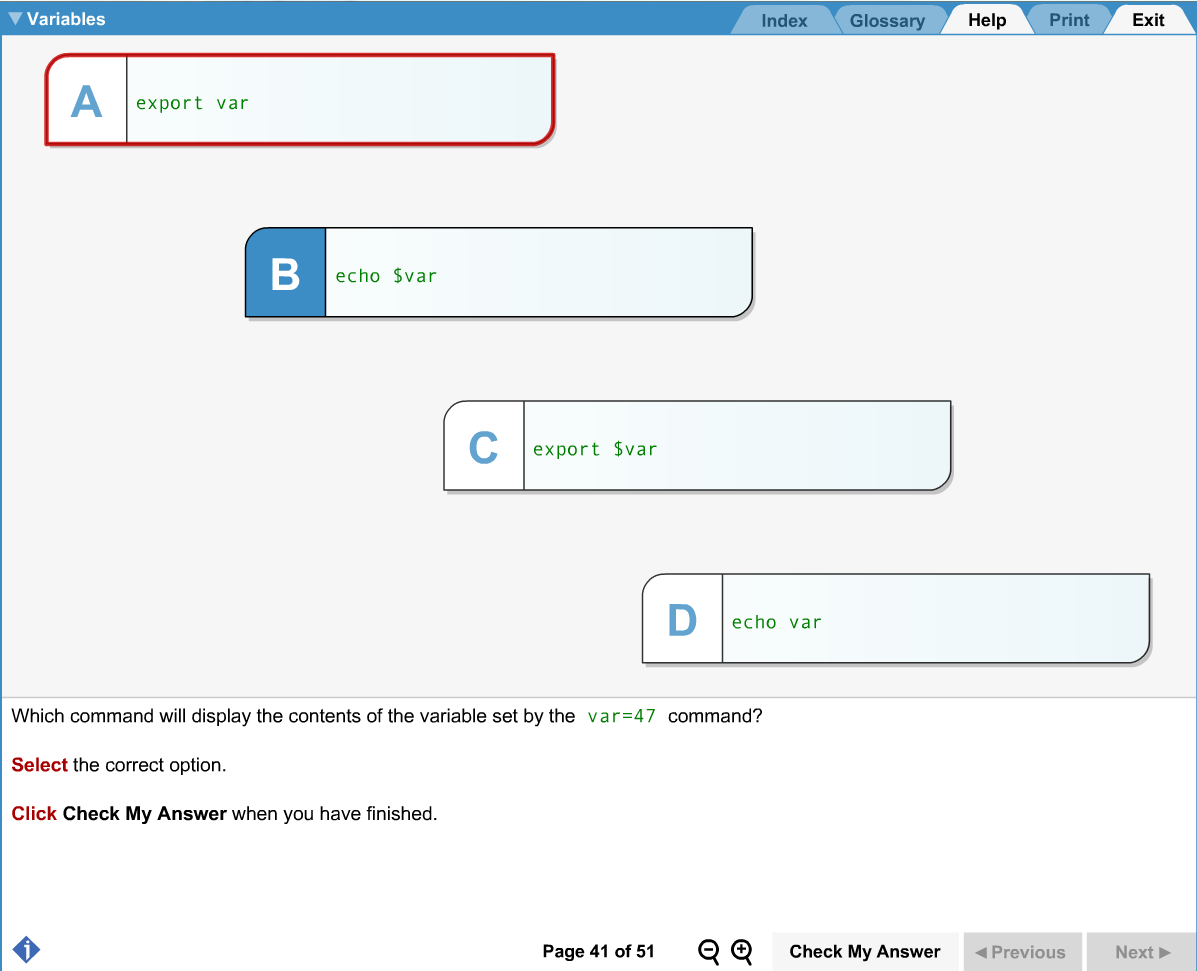 Variables
Index Glossary Help Print Exit
A export var
B echo $var
C export $var
D echo var
Which command will display the contents of the variable set by the var=47 command?
Select the correct option.
Click Check My Answer when you have finished.
i Page 41 of 51 Check My Answer Previous Next